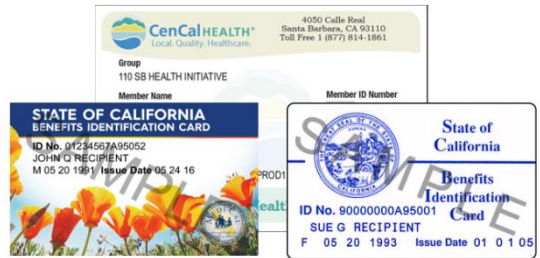 CenCalHEALTH®
Local. Quality. Healthcare.
4050 Calle Real
Santa Barbara, CA 93110
Toll Free 1 (877) 814-1861
Group
110 SB HEALTH INITIATIVE
Member Name
Member ID Number
PROD1
STATE OF CALIFORNIA
BENEFITS IDENTIFICATION CARD
ID No. 01234567A95052
JOHN Q RECIPIENT
M 05 20 1991 Issue Date 05 24 16
SAMPLE
State of
California
Benefits
Identification
Card
ID No. 90000000A95001
SUE G RECIPIENT
F 05 20 1993 Issue Date 01 0 1 05
SAMPLE